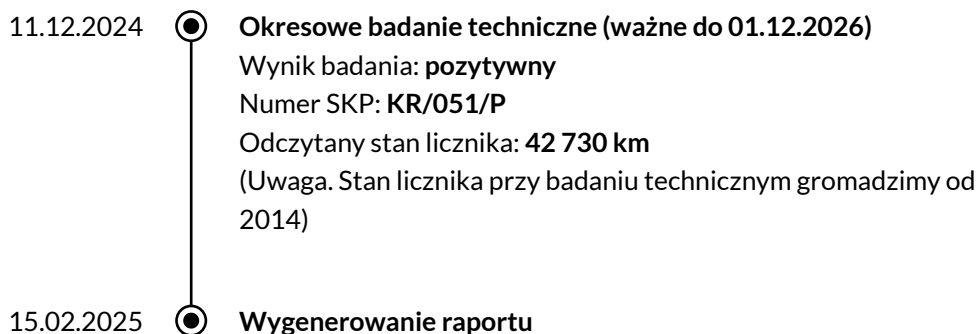 11.12.2024 Okresowe badanie techniczne (ważne do 01.12.2026)
Wynik badania: pozytywny
Numer SKP: KR/051/P
Odczytany stan licznika: 42 730 km
(Uwaga. Stan licznika przy badaniu technicznym gromadzimy od
2014)
15.02.2025 Wygenerowanie raportu